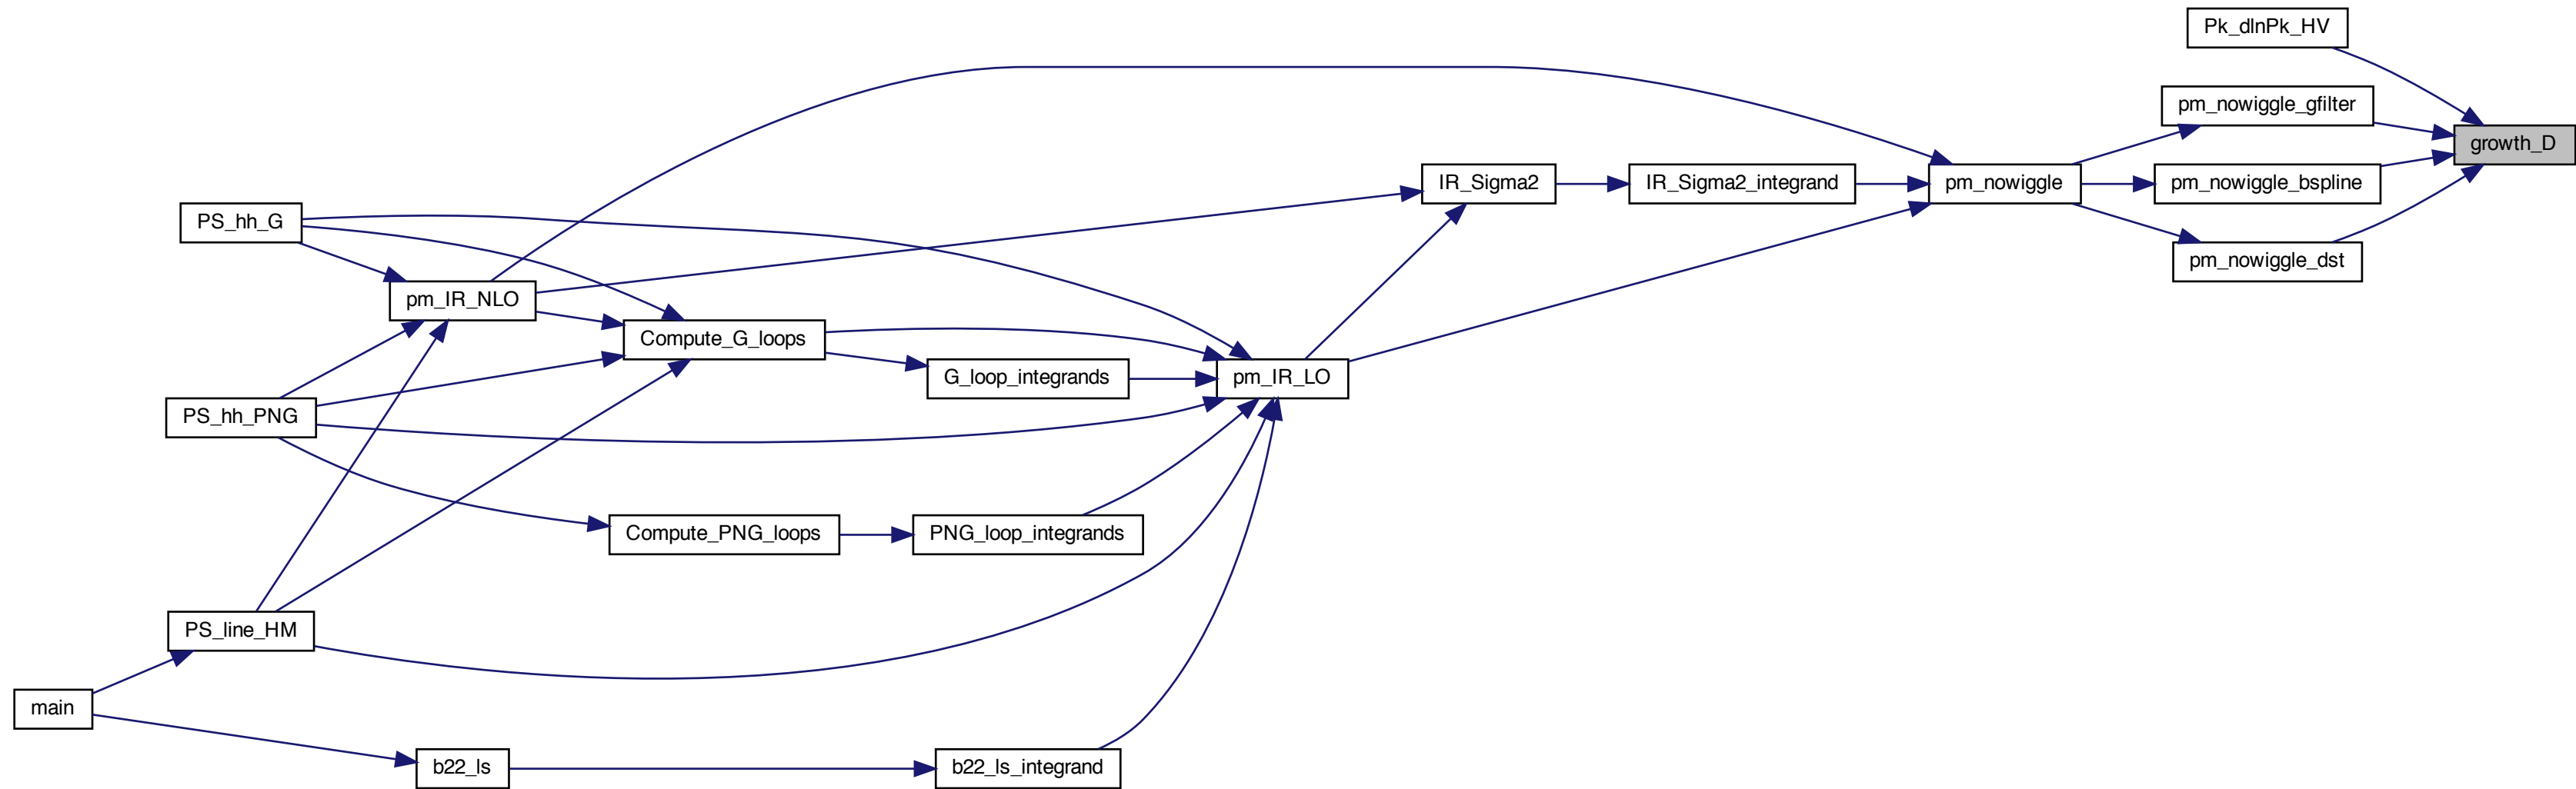 Pk_dlnPk_HV
pm_nowiggle_gfilter
growth_D
IR_Sigma2
IR_Sigma2_integrand
pm_nowiggle
pm_nowiggle_bspline
PS_hh_G
pm_nowiggle_dst
pm_IR_NLO
Compute_G_loops
G_loop_integrands
pm_IR_LO
PS_hh_PNG
Compute_PNG_loops
PNG_loop_integrands
PS_line_HM
main
b22_ls
b22_ls_integrand